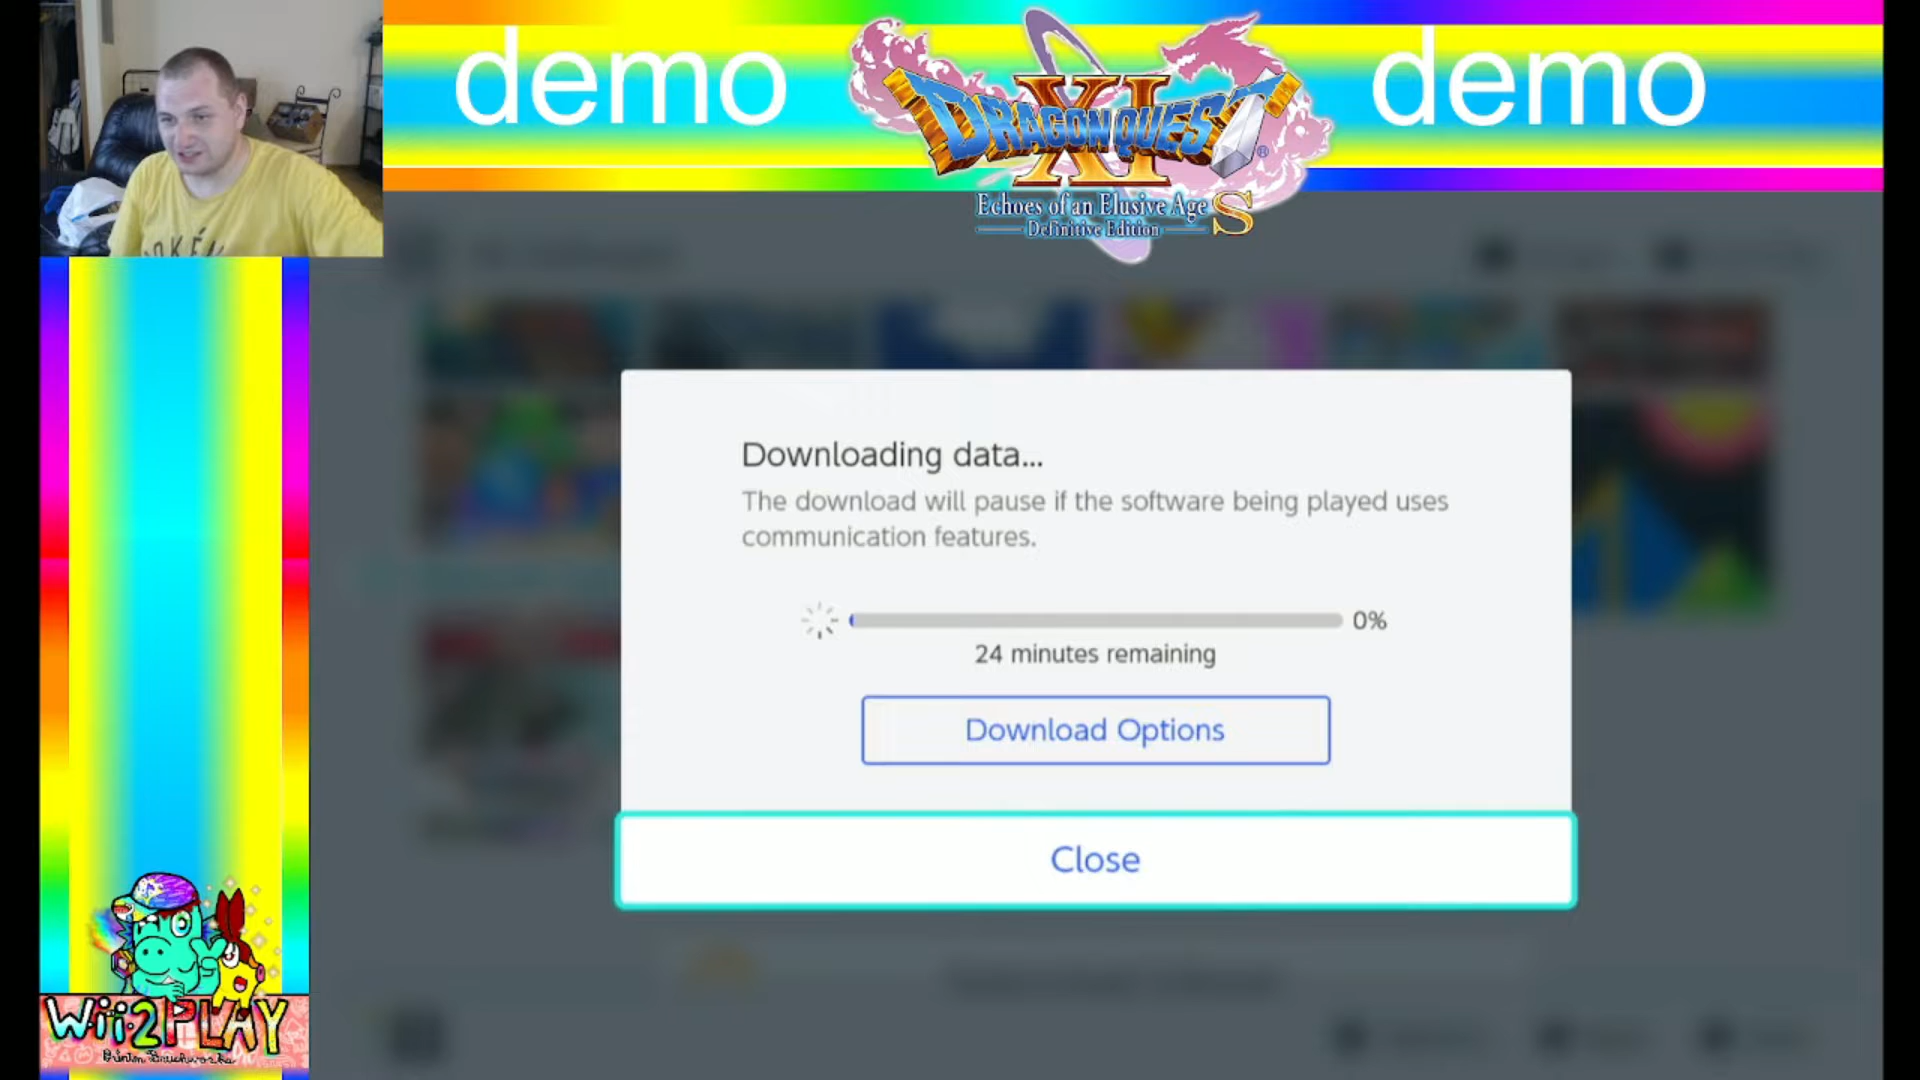 demo
DRAGON QUEST
XI
®
Echoes of an Elusive Age S
Definitive Edition
demo
POKÉM
Downloading data...
The download will pause if the software being played uses
communication features.
0%
24 minutes remaining
Download Options
Close
Wii2PLAY